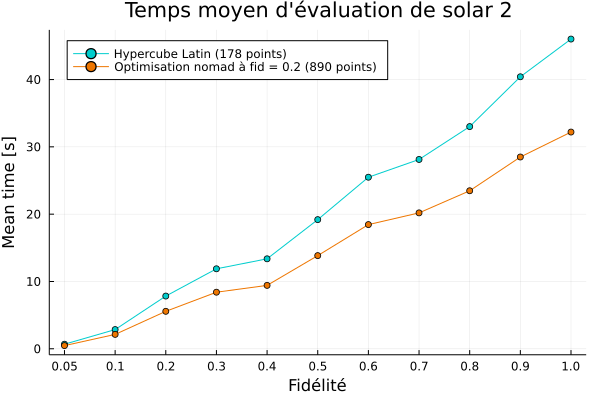 Temps moyen d'évaluation de solar 2
Hypercube Latin (178 points)
Optimisation nomad à fid = 0.2 (890 points)
Mean time [s]
40
30
20
10
0
0.05 0.1 0.2 0.3 0.4 0.5 0.6 0.7 0.8 0.9 1.0
Fidélité